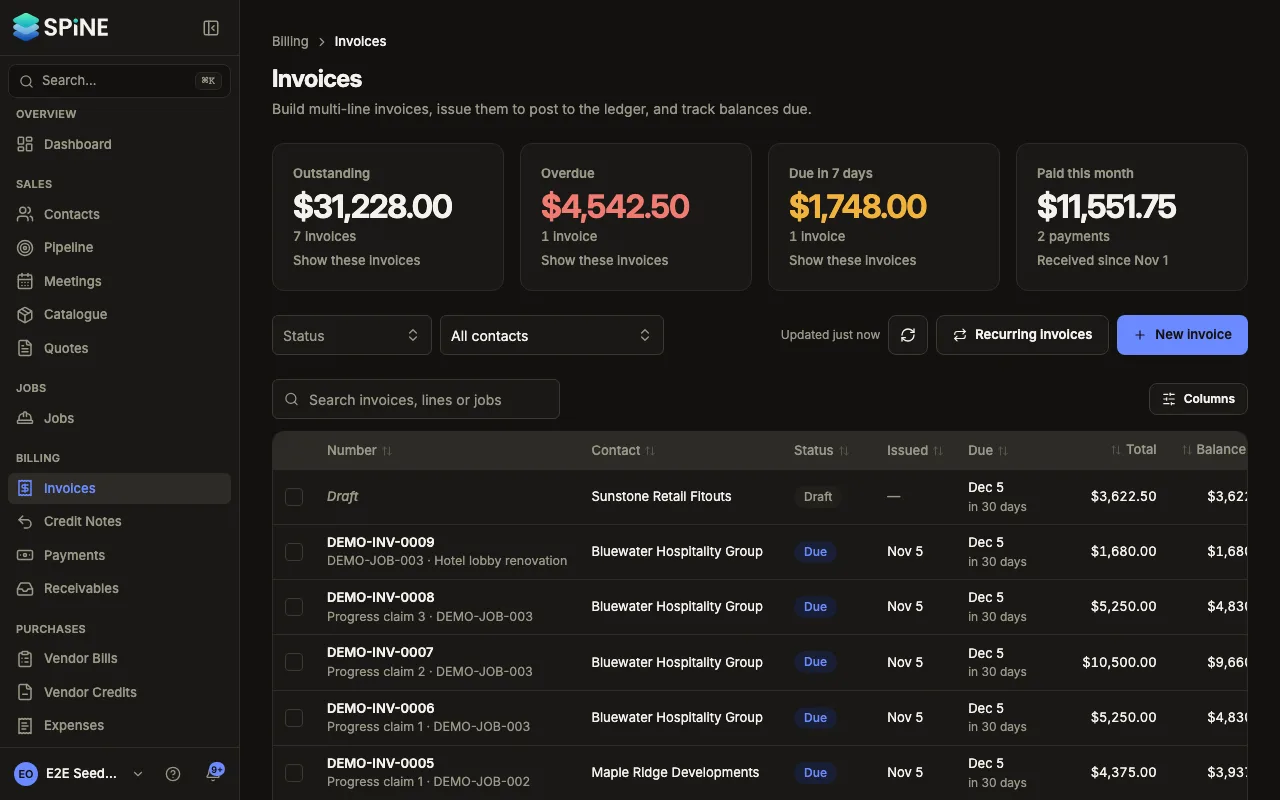 SPiNE
Search... ⌘K
OVERVIEW
Dashboard
SALES
Contacts
Pipeline
Meetings
Catalogue
Quotes
JOBS
Jobs
BILLING
Invoices
Credit Notes
Payments
Receivables
PURCHASES
Vendor Bills
Vendor Credits
Expenses
EO E2E Seed... 9+
Billing > Invoices
Invoices
Build multi-line invoices, issue them to post to the ledger, and track balances due.
Outstanding
$31,228.00
7 invoices
Show these invoices
Overdue
$4,542.50
1 invoice
Show these invoices
Due in 7 days
$1,748.00
1 invoice
Show these invoices
Paid this month
$11,551.75
2 payments
Received since Nov 1
Status All contacts Updated just now Recurring invoices + New invoice
Search invoices, lines or jobs Columns
Number Contact Status Issued Due Total Balance
Draft Sunstone Retail Fitouts Draft — Dec 5 $3,622.50 $3,622
in 30 days
DEMO-INV-0009 Bluewater Hospitality Group Due Nov 5 Dec 5 $1,680.00 $1,680
DEMO-JOB-003 · Hotel lobby renovation in 30 days
DEMO-INV-0008 Bluewater Hospitality Group Due Nov 5 Dec 5 $5,250.00 $4,830
Progress claim 3 · DEMO-JOB-003 in 30 days
DEMO-INV-0007 Bluewater Hospitality Group Due Nov 5 Dec 5 $10,500.00 $9,660
Progress claim 2 · DEMO-JOB-003 in 30 days
DEMO-INV-0006 Bluewater Hospitality Group Due Nov 5 Dec 5 $5,250.00 $4,830
Progress claim 1 · DEMO-JOB-003 in 30 days
DEMO-INV-0005 Maple Ridge Developments Due Nov 5 Dec 5 $4,375.00 $3,937
Progress claim 1 · DEMO-JOB-002 in 30 days